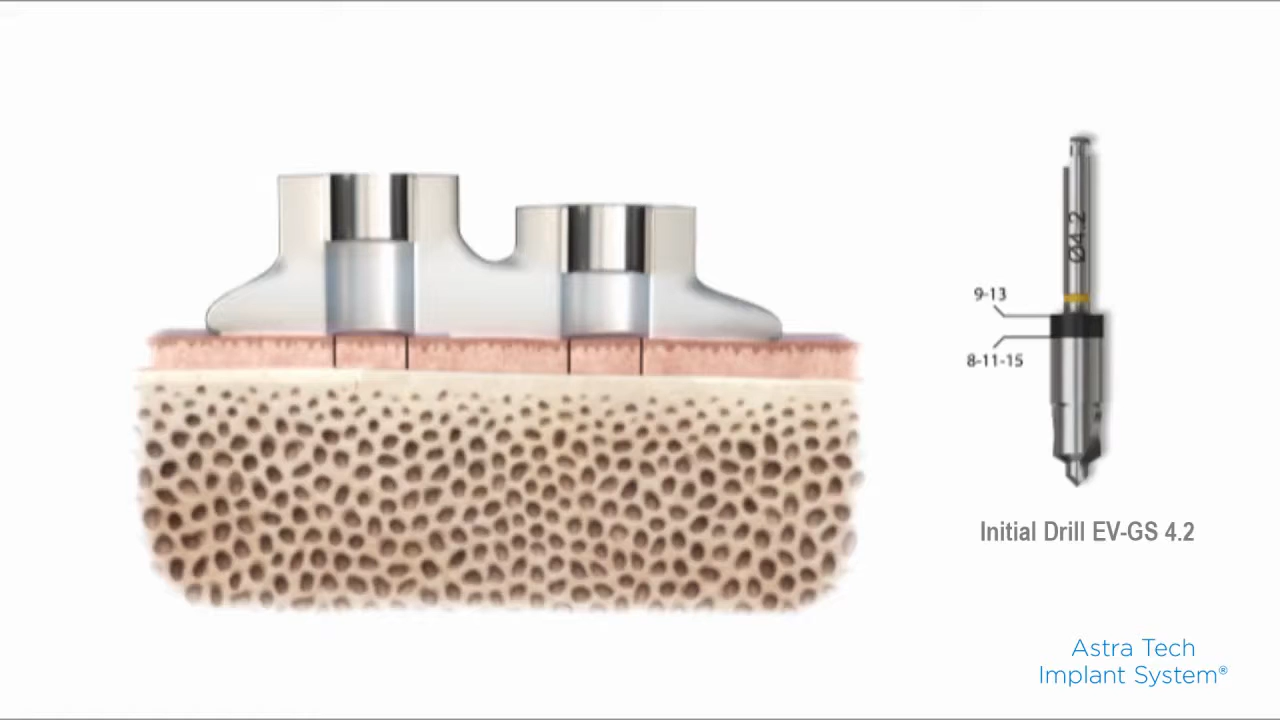 Ø4.2
9-13
8-11-15
Initial Drill EV-GS 4.2
Astra Tech
Implant System®